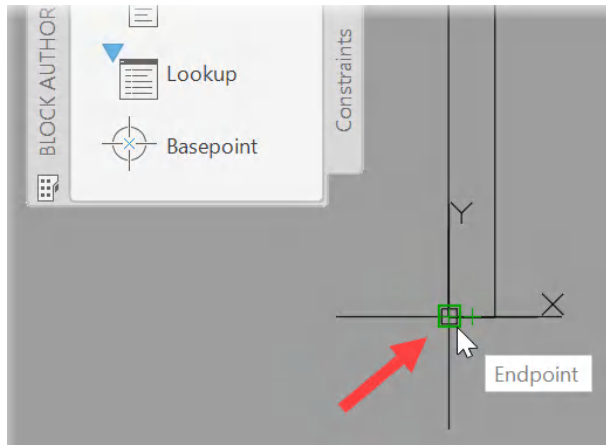 BLOCK AUTHOR
Lookup
Basepoint
Constraints
Y
X
Endpoint